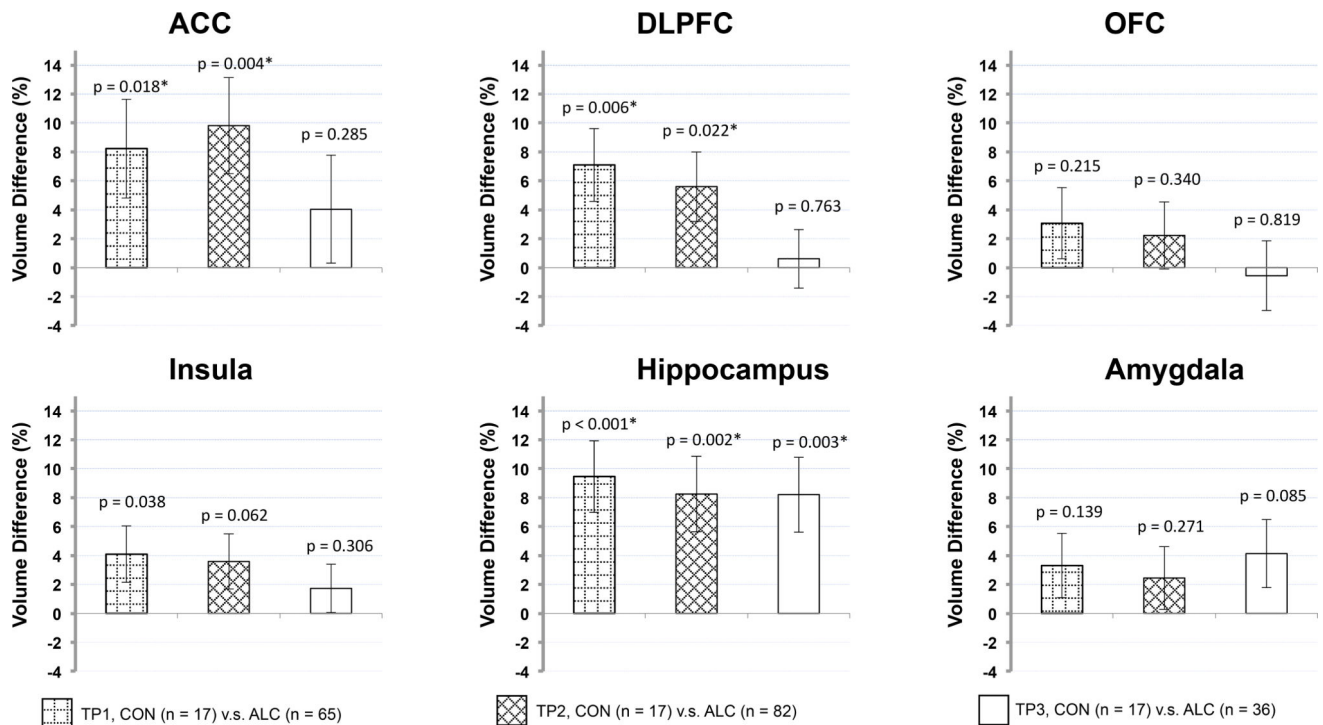 ACC
DLPFC
OFC
Volume Difference (%)
14
12
10
8
6
4
2
0
-2
-4
p = 0.018*
p = 0.004*
p = 0.285
Volume Difference (%)
14
12
10
8
6
4
2
0
-2
-4
p = 0.006*
p = 0.022*
p = 0.763
Volume Difference (%)
14
12
10
8
6
4
2
0
-2
-4
p = 0.215
p = 0.340
p = 0.819
Insula
Hippocampus
Amygdala
Volume Difference (%)
14
12
10
8
6
4
2
0
-2
-4
p = 0.038
p = 0.062
p = 0.306
Volume Difference (%)
14
12
10
8
6
4
2
0
-2
-4
p < 0.001*
p = 0.002*
p = 0.003*
Volume Difference (%)
14
12
10
8
6
4
2
0
-2
-4
p = 0.139
p = 0.271
p = 0.085
TP1, CON (n = 17) v.s. ALC (n = 65)
TP2, CON (n = 17) v.s. ALC (n = 82)
TP3, CON (n = 17) v.s. ALC (n = 36)